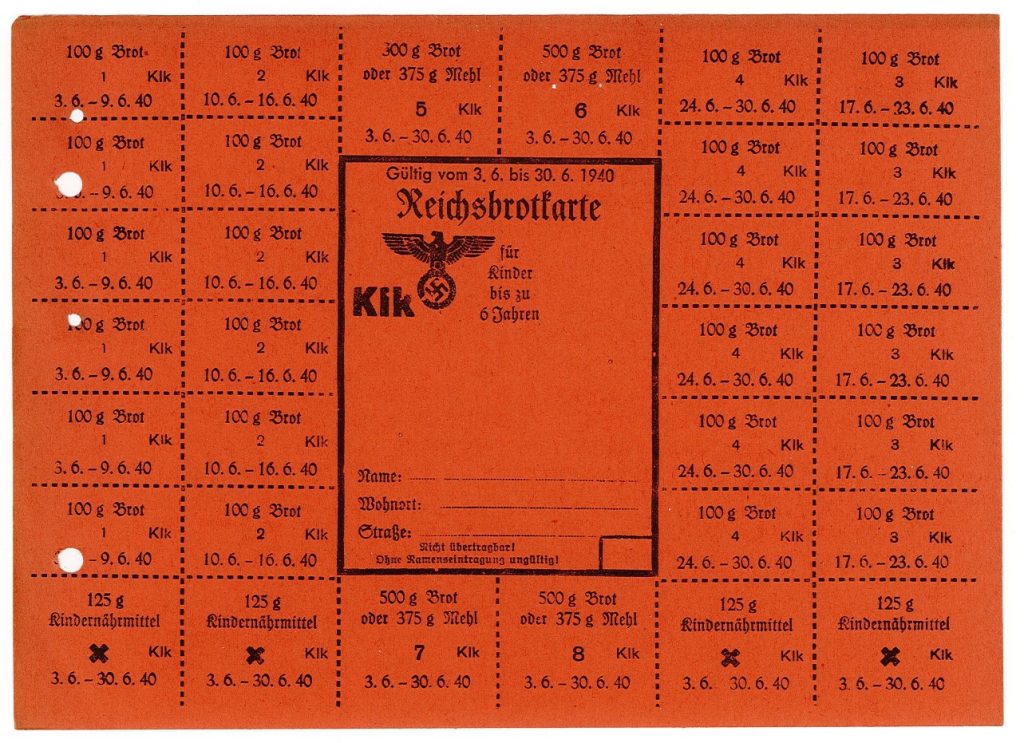 100 g Brot
1 Klk
3. 6. – 9. 6. 40
100 g Brot
2 Klk
10. 6. – 16. 6. 40
300 g Brot
oder 375 g Mehl
5 Klk
3. 6. – 30. 6. 40
500 g Brot
oder 375 g Mehl
6 Klk
3. 6. – 30. 6. 40
100 g Brot
4 Klk
24. 6. – 30. 6. 40
100 g Brot
3 Klk
17. 6. – 23. 6. 40
100 g Brot
1 Klk
– 9. 6. 40
100 g Brot
2 Klk
10. 6. – 16. 6. 40
100 g Brot
1 Klk
3. 6. – 9. 6. 40
100 g Brot
2 Klk
10. 6. – 16. 6. 40
100 g Brot
1 Klk
3. 6. – 9. 6. 40
100 g Brot
2 Klk
10. 6. – 16. 6. 40
100 g Brot
1 Klk
3. 6. – 9. 6. 40
100 g Brot
2 Klk
10. 6. – 16. 6. 40
100 g Brot
1 Klk
– 9. 6. 40
100 g Brot
2 Klk
10. 6. – 16. 6. 40
Gültig vom 3. 6. bis 30. 6. 1940
Reichsbrotkarte
Klk
für
Kinder
bis zu
6 Jahren
Name:
Wohnort:
Straße:
Nicht übertragbar!
Ohne Namenseintragung ungültig!
100 g Brot
4 Klk
24. 6. – 30. 6. 40
100 g Brot
3 Klk
17. 6. – 23. 6. 40
100 g Brot
4 Klk
24. 6. – 30. 6. 40
100 g Brot
3 Klk
17. 6. – 23. 6. 40
100 g Brot
4 Klk
24. 6. – 30. 6. 40
100 g Brot
3 Klk
17. 6. – 23. 6. 40
100 g Brot
4 Klk
24. 6. – 30. 6. 40
100 g Brot
3 Klk
17. 6. – 23. 6. 40
100 g Brot
4 Klk
24. 6. – 30. 6. 40
100 g Brot
3 Klk
17. 6. – 23. 6. 40
125 g
Kindernährmittel
Klk
3. 6. – 30. 6. 40
125 g
Kindernährmittel
Klk
3. 6. – 30. 6. 40
500 g Brot
oder 375 g Mehl
7 Klk
3. 6. – 30. 6. 40
500 g Brot
oder 375 g Mehl
8 Klk
3. 6. – 30. 6. 40
125 g
Kindernährmittel
Klk
3. 6. – 30. 6. 40
125 g
Kindernährmittel
Klk
3. 6. – 30. 6. 40